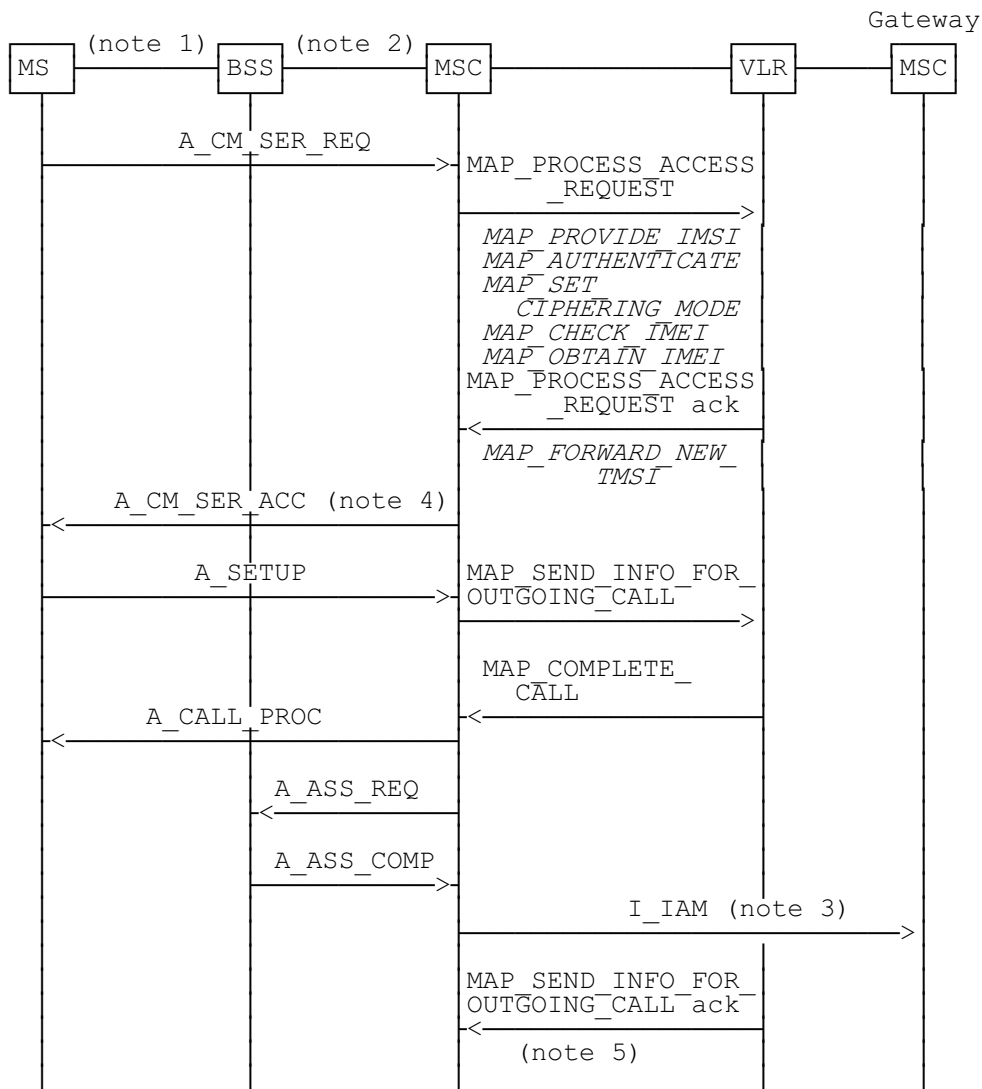 Gateway
(note 1) (note 2)
MS BSS MSC VLR MSC
A_CM_SER_REQ
MAP_PROCESS_ACCESS
_REQUEST
MAP_PROVIDE_IMSI
MAP_AUTHENTICATE
MAP_SET_
CIPHERING_MODE
MAP_CHECK_IMEI
MAP_OBTAIN_IMEI
MAP_PROCESS_ACCESS
_REQUEST ack
MAP_FORWARD_NEW_
TMSI
A_CM_SER_ACC (note 4)
A_SETUP
MAP_SEND_INFO_FOR_
OUTGOING_CALL
MAP_COMPLETE_
CALL
A_CALL_PROC
A_ASS_REQ
A_ASS_COMP
I_IAM (note 3)
MAP_SEND_INFO_FOR_
OUTGOING_CALL ack
(note 5)